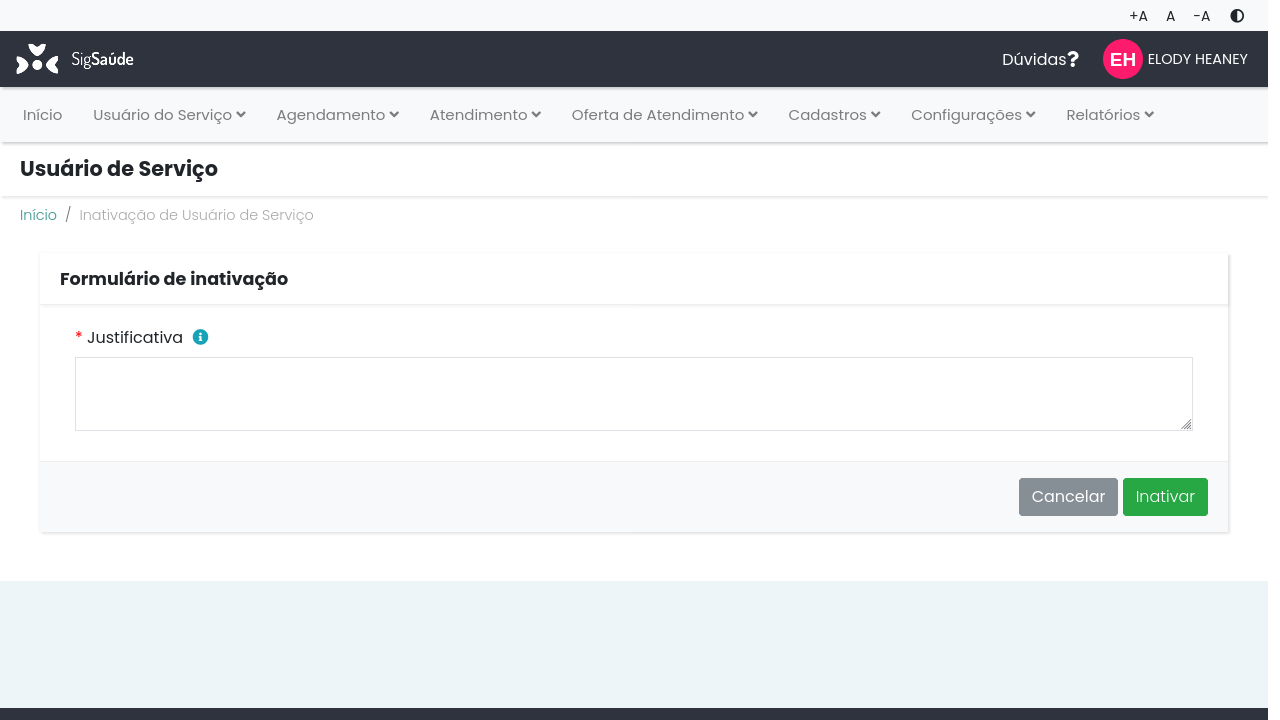 +A A -A
SigSaúde Dúvidas? EH ELODY HEANEY
Início Usuário do Serviço Agendamento Atendimento Oferta de Atendimento Cadastros Configurações Relatórios
Usuário de Serviço
Início / Inativação de Usuário de Serviço
Formulário de inativação
* Justificativa
Cancelar Inativar